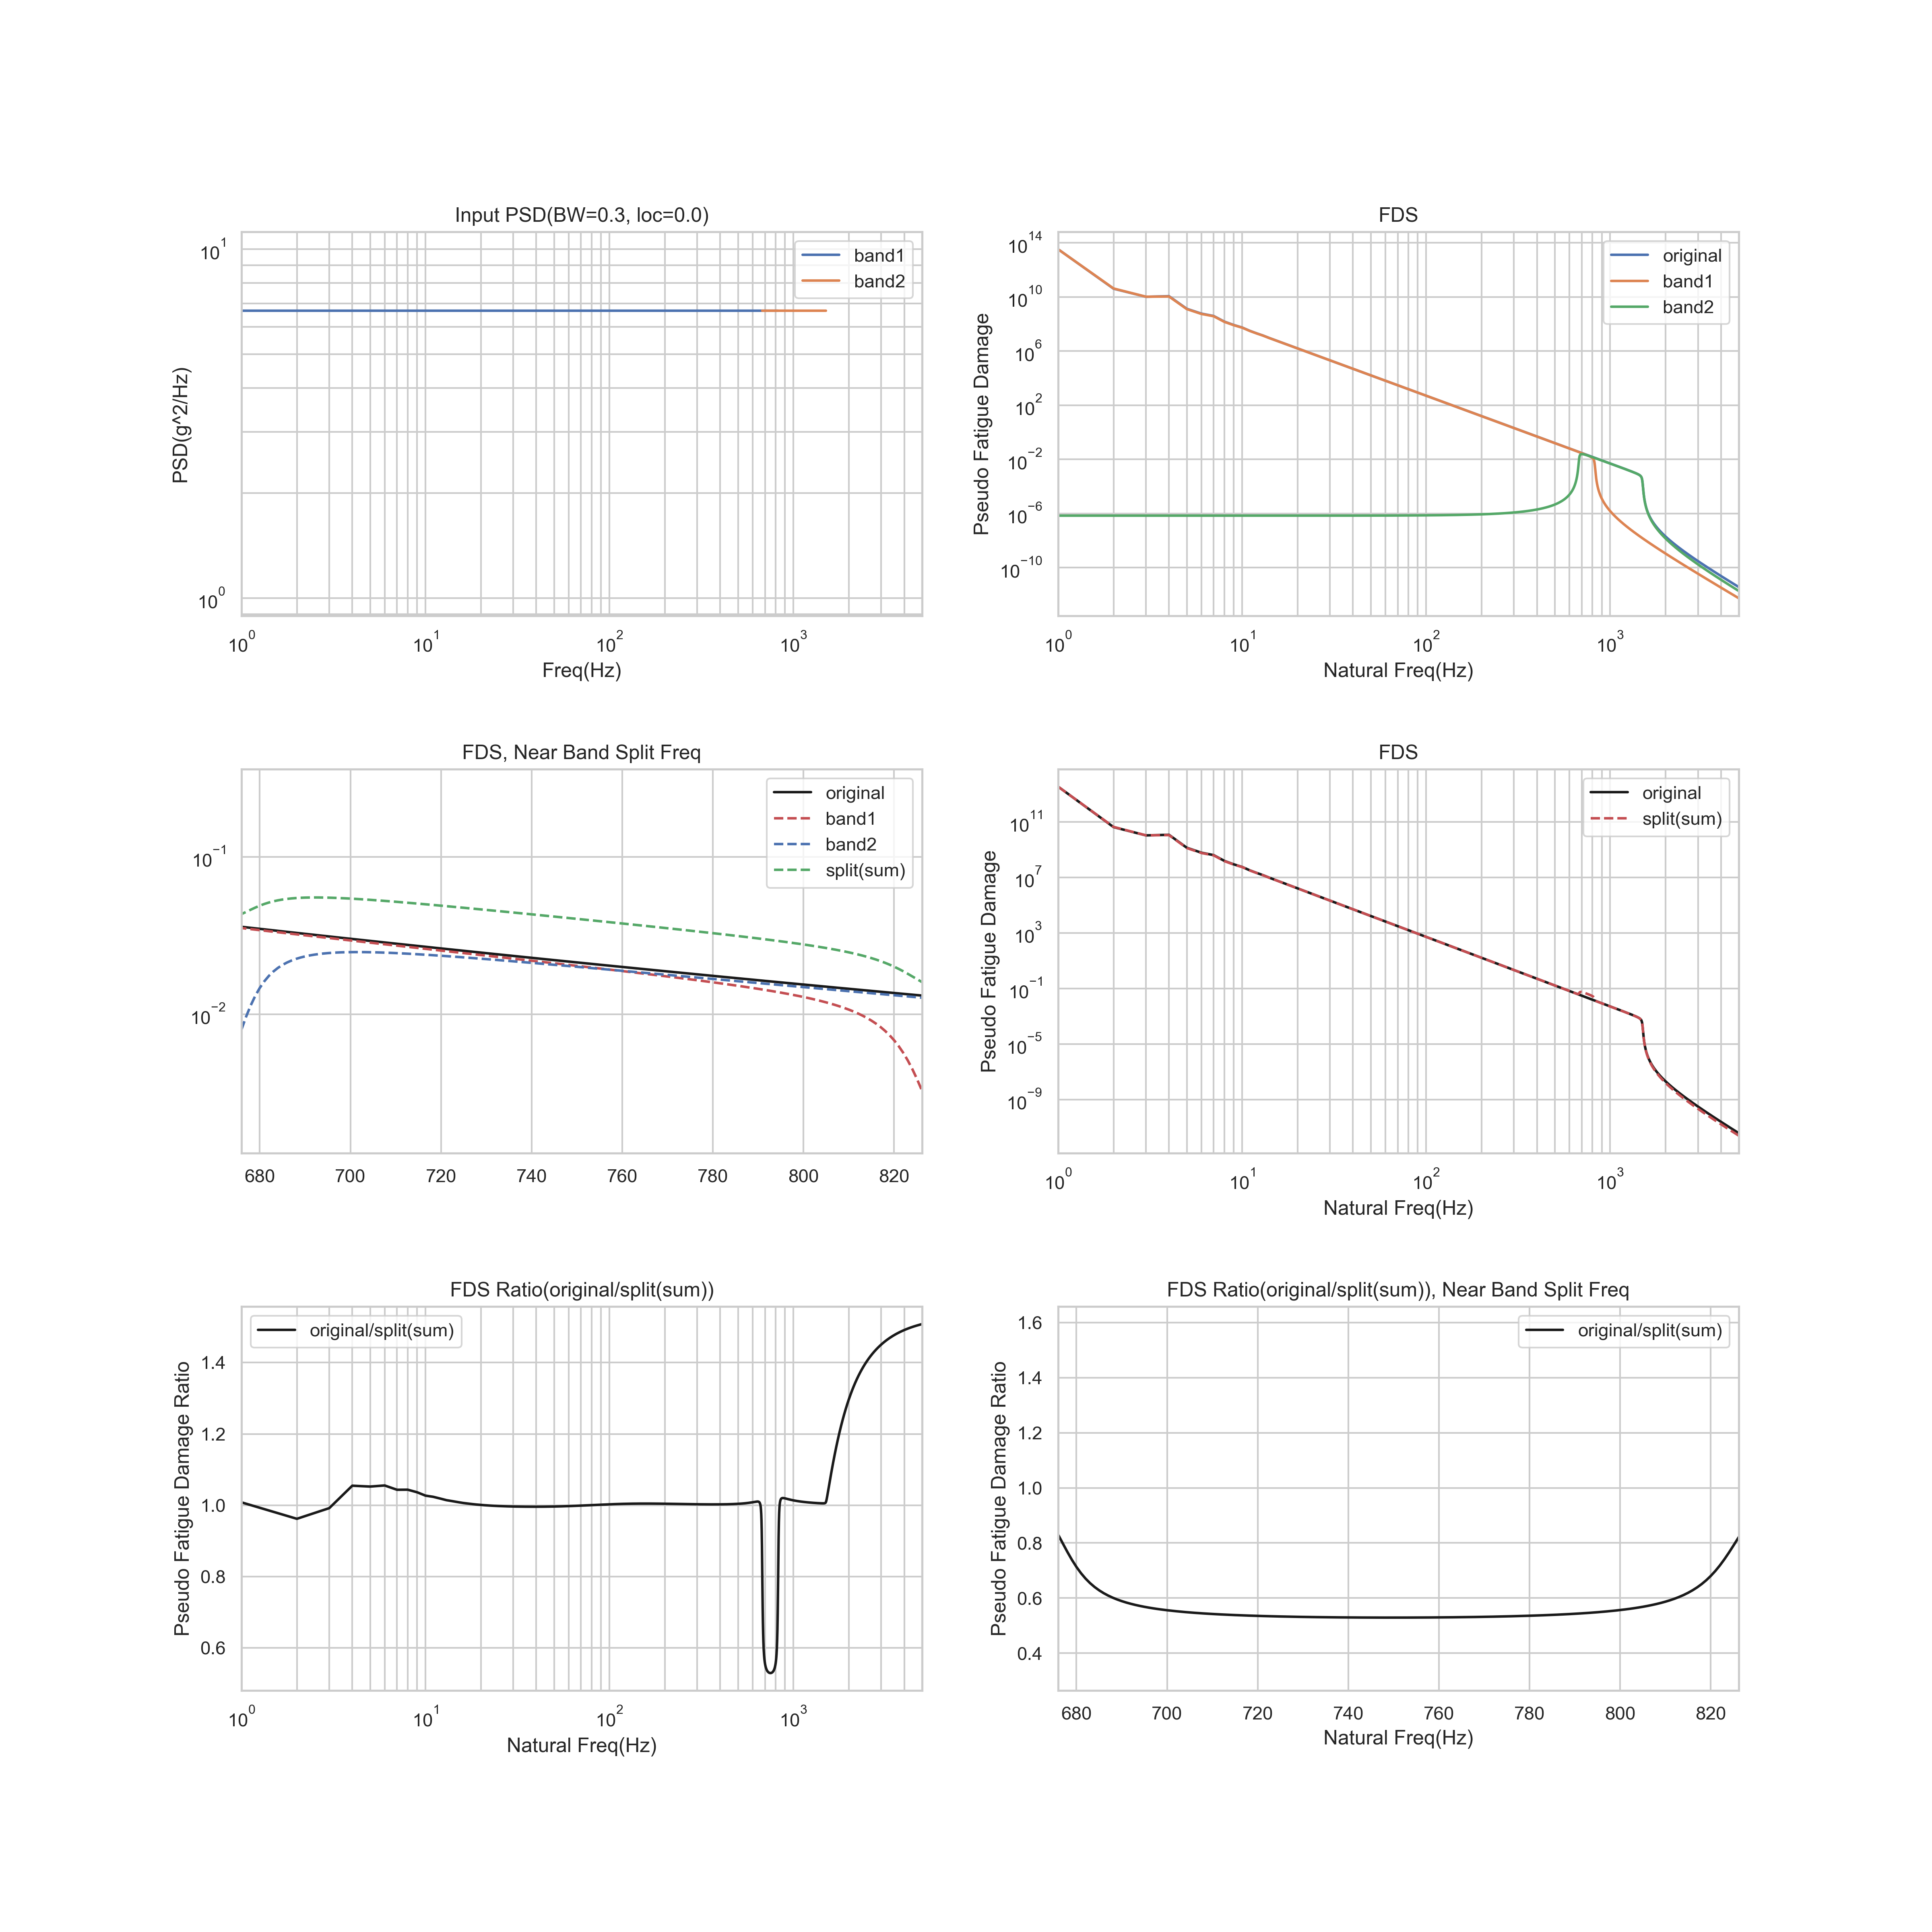 Input PSD(BW=0.3, loc=0.0)
PSD(g^2/Hz)
10^1
10^0
band1
band2
10^0 10^1 10^2 10^3
Freq(Hz)
FDS
Pseudo Fatigue Damage
10^14
10^10
10^6
10^2
10^−2
10^−6
10^−10
original
band1
band2
10^0 10^1 10^2 10^3
Natural Freq(Hz)
FDS, Near Band Split Freq
10^−1
10^−2
original
band1
band2
split(sum)
680 700 720 740 760 780 800 820
FDS
Pseudo Fatigue Damage
10^11
10^7
10^3
10^−1
10^−5
10^−9
original
split(sum)
10^0 10^1 10^2 10^3
Natural Freq(Hz)
FDS Ratio(original/split(sum))
Pseudo Fatigue Damage Ratio
1.4
1.2
1.0
0.8
0.6
original/split(sum)
10^0 10^1 10^2 10^3
Natural Freq(Hz)
FDS Ratio(original/split(sum)), Near Band Split Freq
Pseudo Fatigue Damage Ratio
1.6
1.4
1.2
1.0
0.8
0.6
0.4
original/split(sum)
680 700 720 740 760 780 800 820
Natural Freq(Hz)